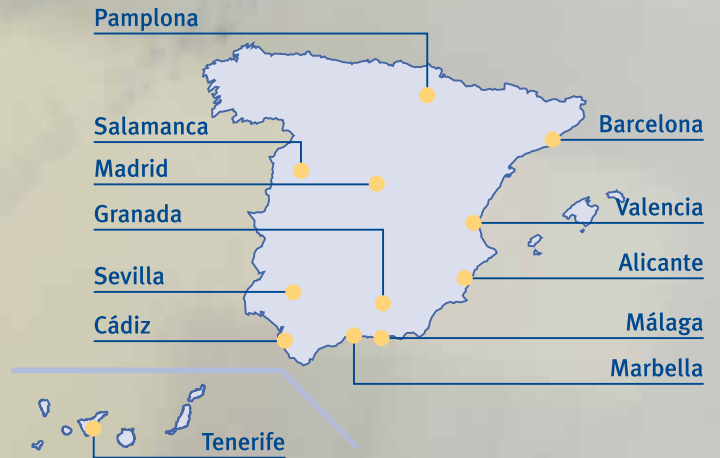 Pamplona
Salamanca
Madrid
Granada
Sevilla
Cádiz
Barcelona
Valencia
Alicante
Málaga
Marbella
Tenerife